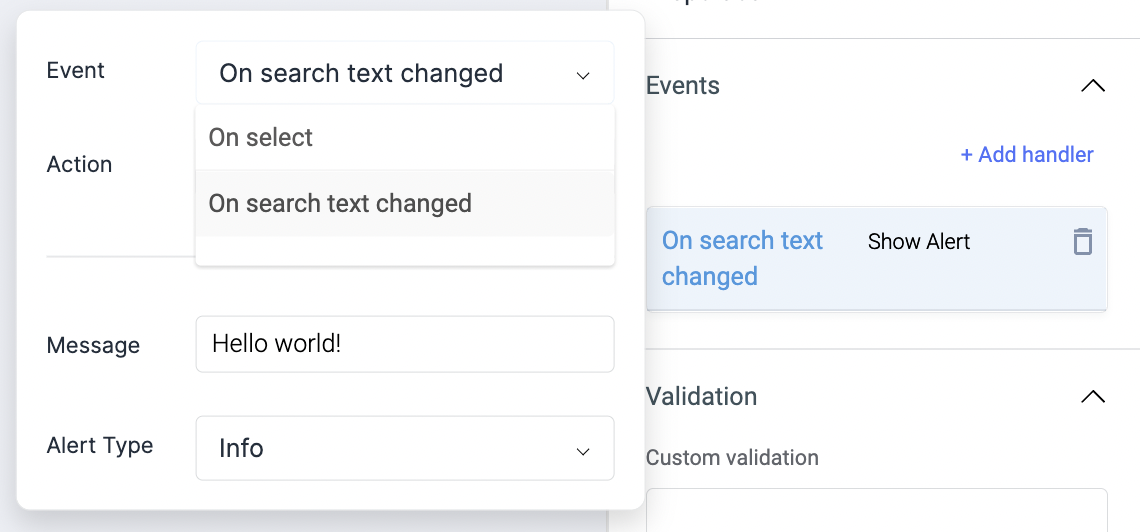 Event
On search text changed
On select
On search text changed
Action
Message
Hello world!
Alert Type
Info
Events
+ Add handler
On search text
changed
Show Alert
Validation
Custom validation